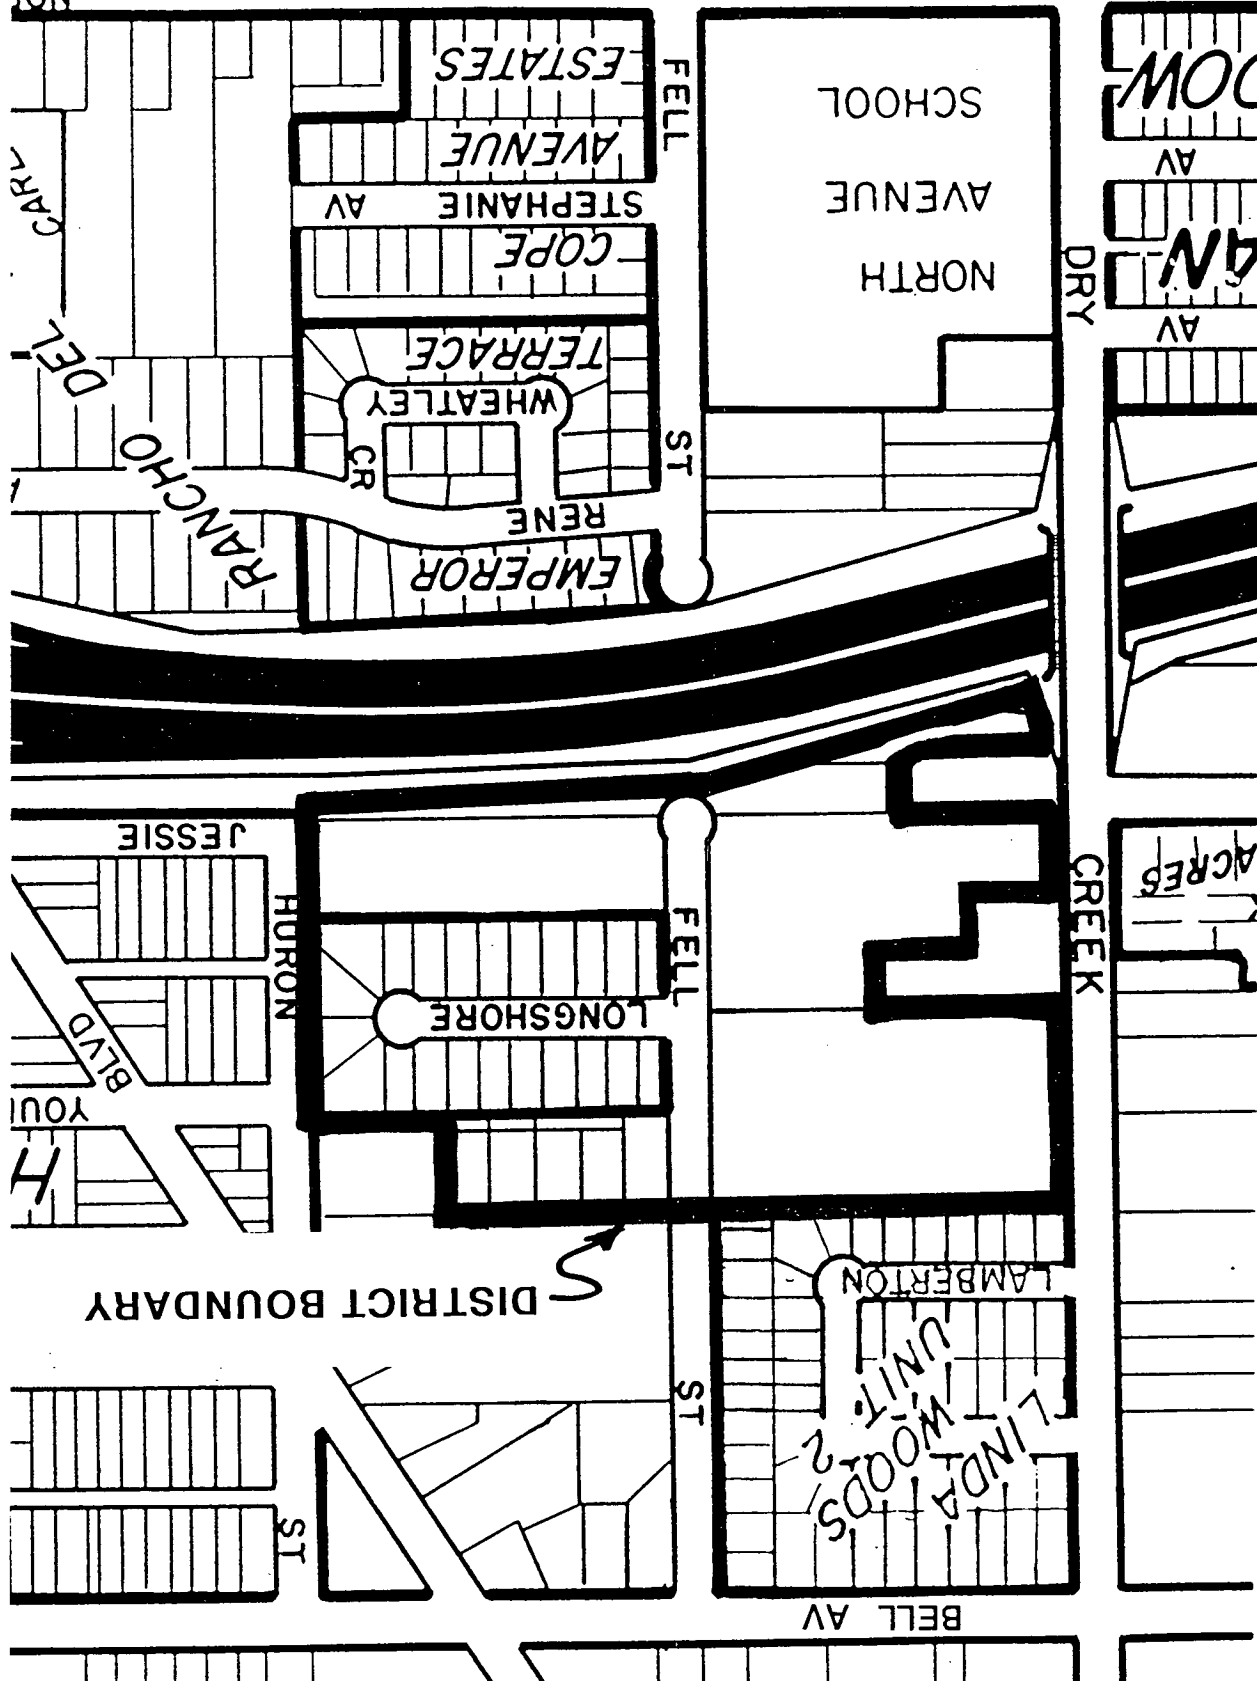 BELL AV
ST
LINDA
WOODS
UNIT 2
ST
LAMBERTON
DISTRICT BOUNDARY
H
BLVD
LONGSHORE
HURON
FELL
CREEK
ACRES
JESSIE
EMPEROR
RENE
RANCHO
DEL
CR
ST
WHEATLEY
TERRACE
AV
NORTH
DRY
COPE
STEPHANIE AV
AVENUE
AV
AVENUE
SCHOOL
FELL
ESTATES